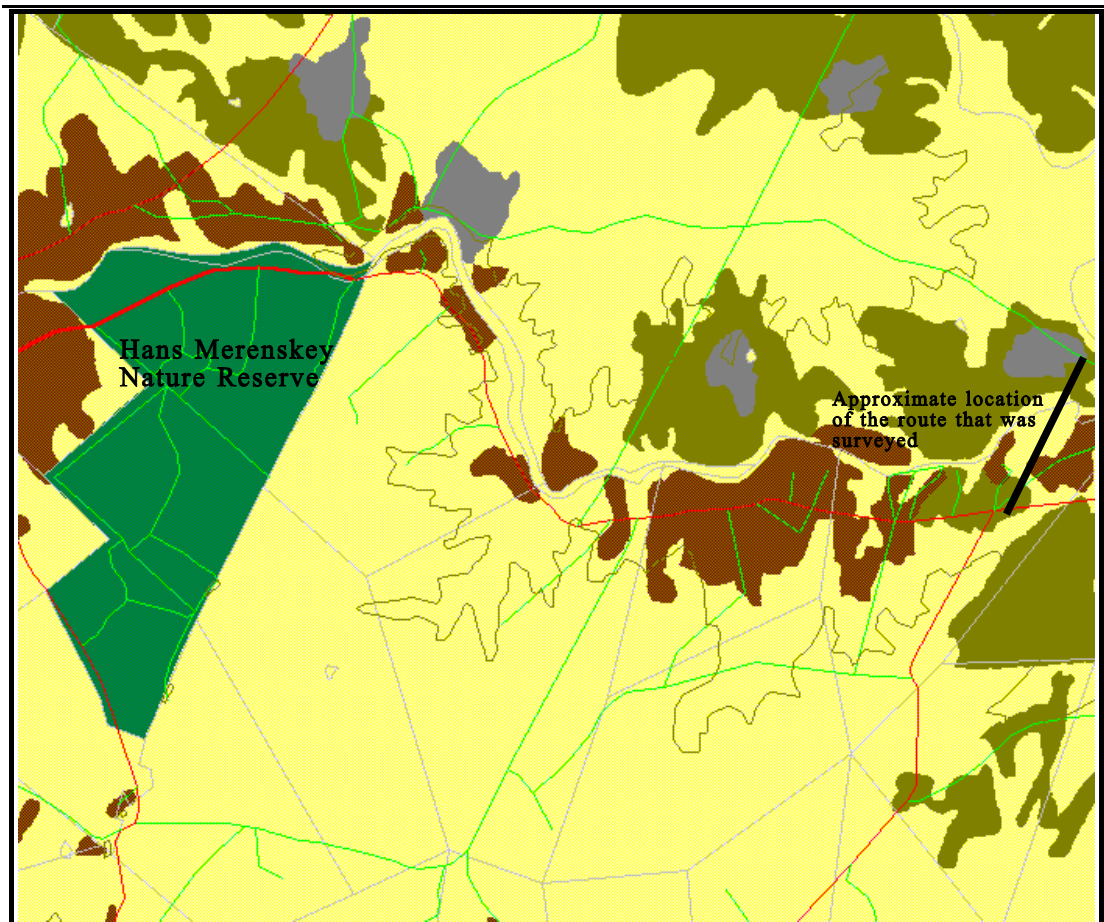 Hans Merenskey
Nature Reserve
Approximate location
of the route that was
surveyed